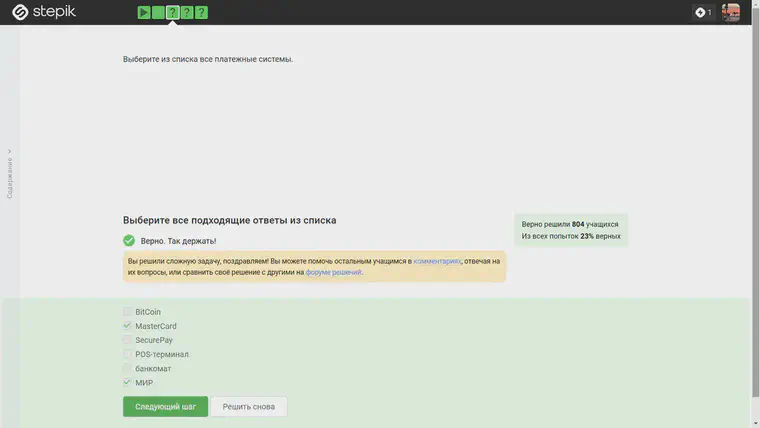 stepik
? ? ?
1
Содержание
Выберите из списка все платежные системы.
Выберите все подходящие ответы из списка
Верно. Так держать!
Вы решили сложную задачу, поздравляем! Вы можете помочь остальным учащимся в комментариях, отвечая на
их вопросы, или сравнить своё решение с другими на форуме решений.
Верно решили 804 учащихся
Из всех попыток 23% верных
BitCoin
MasterCard
SecurePay
POS-терминал
банкомат
МИР
Следующий шаг
Решить снова